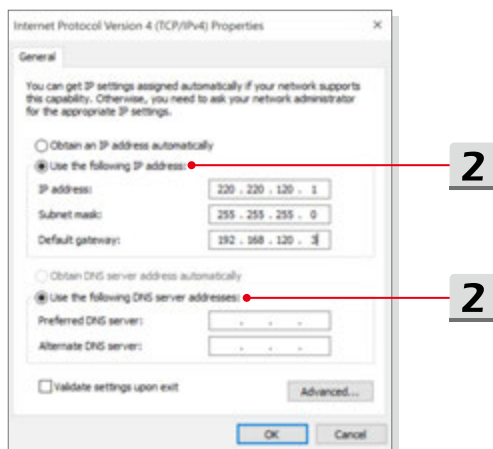 Internet Protocol Version 4 (TCP/IPv4) Properties
General
You can get IP settings assigned automatically if your network supports
this capability. Otherwise, you need to ask your network administrator
for the appropriate IP settings.
Obtain an IP address automatically
Use the following IP address:
2
IP address: 220 . 220 . 120 . 1
Subnet mask: 255 . 255 . 255 . 0
Default gateway: 192 . 168 . 120 . 3
Obtain DNS server address automatically
Use the following DNS server addresses:
2
Preferred DNS server: . . .
Alternate DNS server: . . .
Validate settings upon exit
Advanced...
OK Cancel